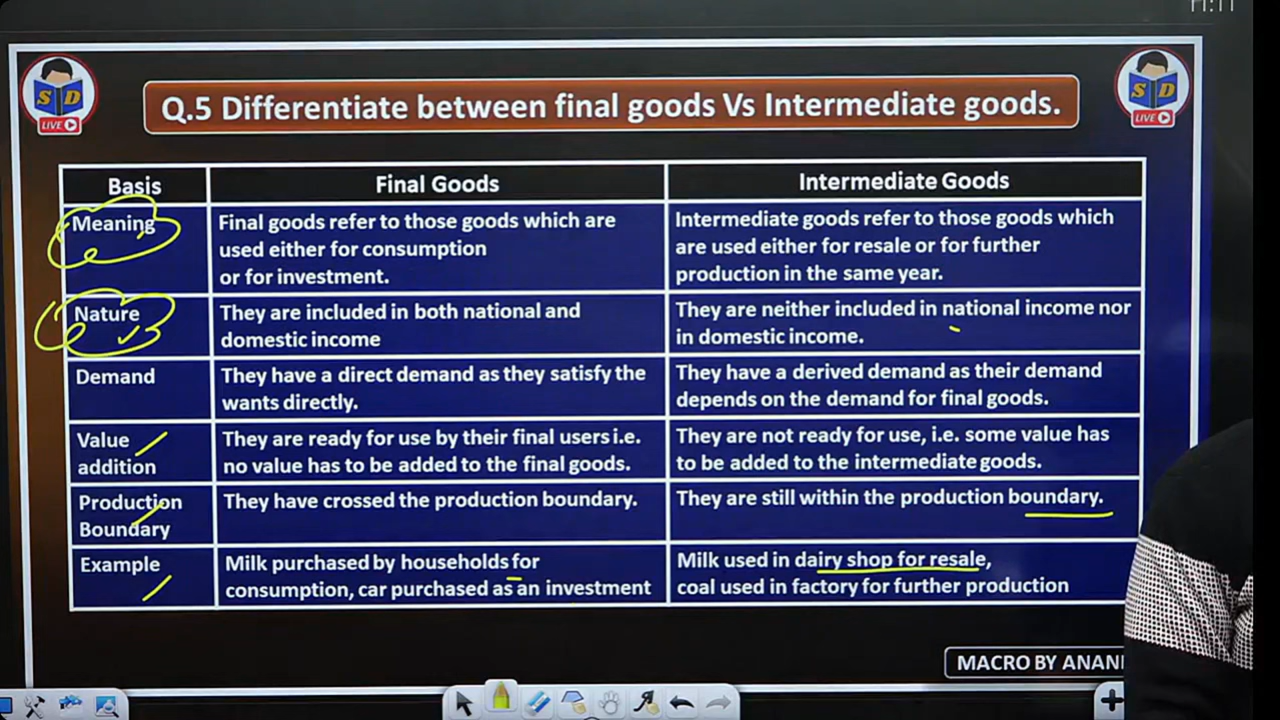 11:11
S D
LIVE
Q.5 Differentiate between final goods Vs Intermediate goods.
S D
LIVE
Basis
Final Goods
Intermediate Goods
Meaning
Final goods refer to those goods which are
used either for consumption
or for investment.
Intermediate goods refer to those goods which
are used either for resale or for further
production in the same year.
Nature
They are included in both national and
domestic income
They are neither included in national income nor
in domestic income.
Demand
They have a direct demand as they satisfy the
wants directly.
They have a derived demand as their demand
depends on the demand for final goods.
Value
addition
They are ready for use by their final users i.e.
no value has to be added to the final goods.
They are not ready for use, i.e. some value has
to be added to the intermediate goods.
Production
Boundary
They have crossed the production boundary.
They are still within the production boundary.
Example
Milk purchased by households for
consumption, car purchased as an investment
Milk used in dairy shop for resale,
coal used in factory for further production
MACRO BY ANAN